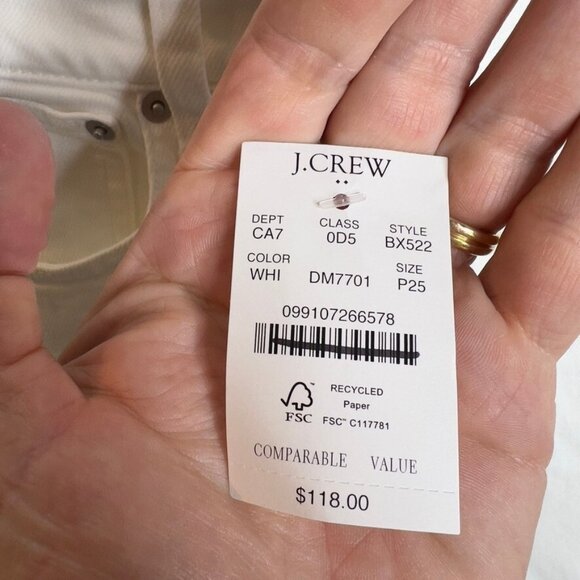 J.CREW
DEPT CLASS STYLE
CA7 0D5 BX522
COLOR SIZE
WHI DM7701 P25
099107266578
RECYCLED
Paper
FSC™ C117781
FSC
COMPARABLE VALUE
$118.00